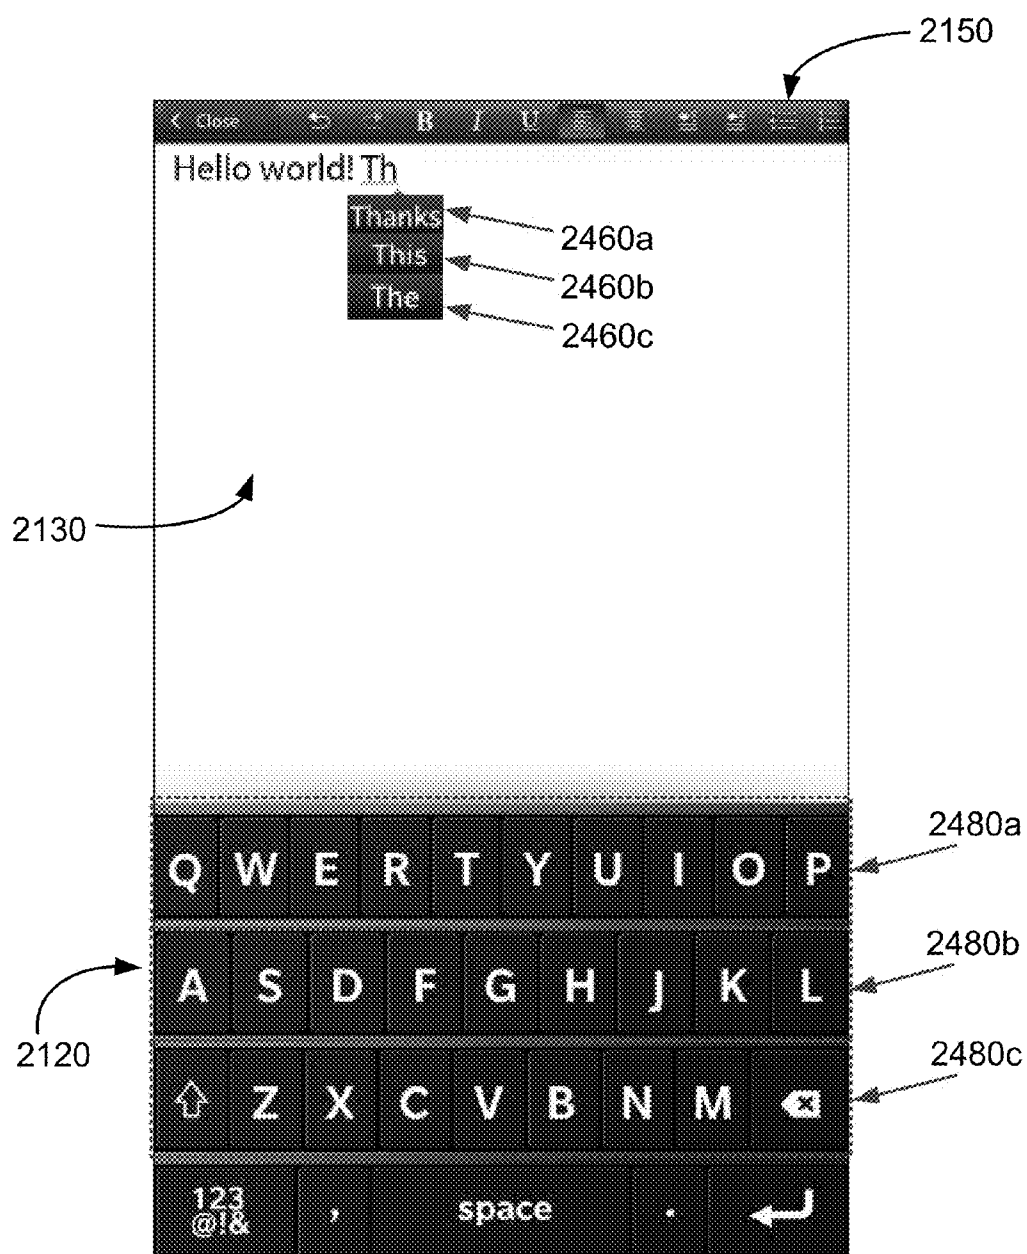 2150
Close B I U
Hello world! Th
Thanks
This
The
2460a
2460b
2460c
2130
2480a
Q W E R T Y U I O P
2480b
A S D F G H J K L
2120
2480c
Z X C V B N M
123
@!& , space .